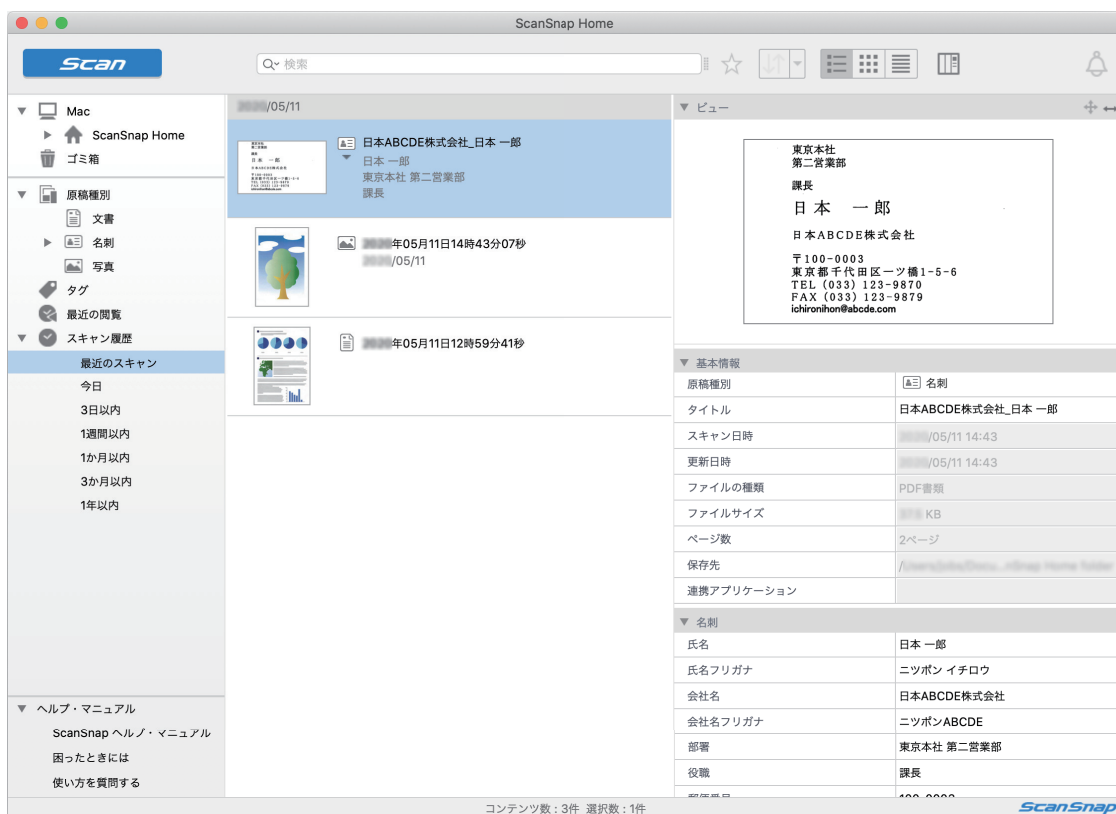 ScanSnap Home
Scan
検索
Mac
ScanSnap Home
ゴミ箱
原稿種別
文書
名刺
写真
タグ
最近の閲覧
スキャン履歴
最近のスキャン
今日
3日以内
1週間以内
1か月以内
3か月以内
1年以内
ヘルプ・マニュアル
ScanSnap ヘルプ・マニュアル
困ったときには
使い方を質問する
/05/11
日本ABCDE株式会社_日本 一郎
日本 一郎
東京本社 第二営業部
課長
年05月11日14時43分07秒
/05/11
年05月11日12時59分41秒
ビュー
東京本社
第二営業部
課長
日本 一郎
日本ABCDE株式会社
〒100-0003
東京都千代田区一ツ橋1-5-6
TEL (033) 123-9870
FAX (033) 123-9879
ichironihon@abcde.com
基本情報
原稿種別 名刺
タイトル 日本ABCDE株式会社_日本 一郎
スキャン日時 /05/11 14:43
更新日時 /05/11 14:43
ファイルの種類 PDF書類
ファイルサイズ KB
ページ数 2ページ
保存先
連携アプリケーション
名刺
氏名 日本 一郎
氏名フリガナ ニツポン イチロウ
会社名 日本ABCDE株式会社
会社名フリガナ ニツポンABCDE
部署 東京本社 第二営業部
役職 課長
コンテンツ数 : 3件 選択数 : 1件
ScanSnap